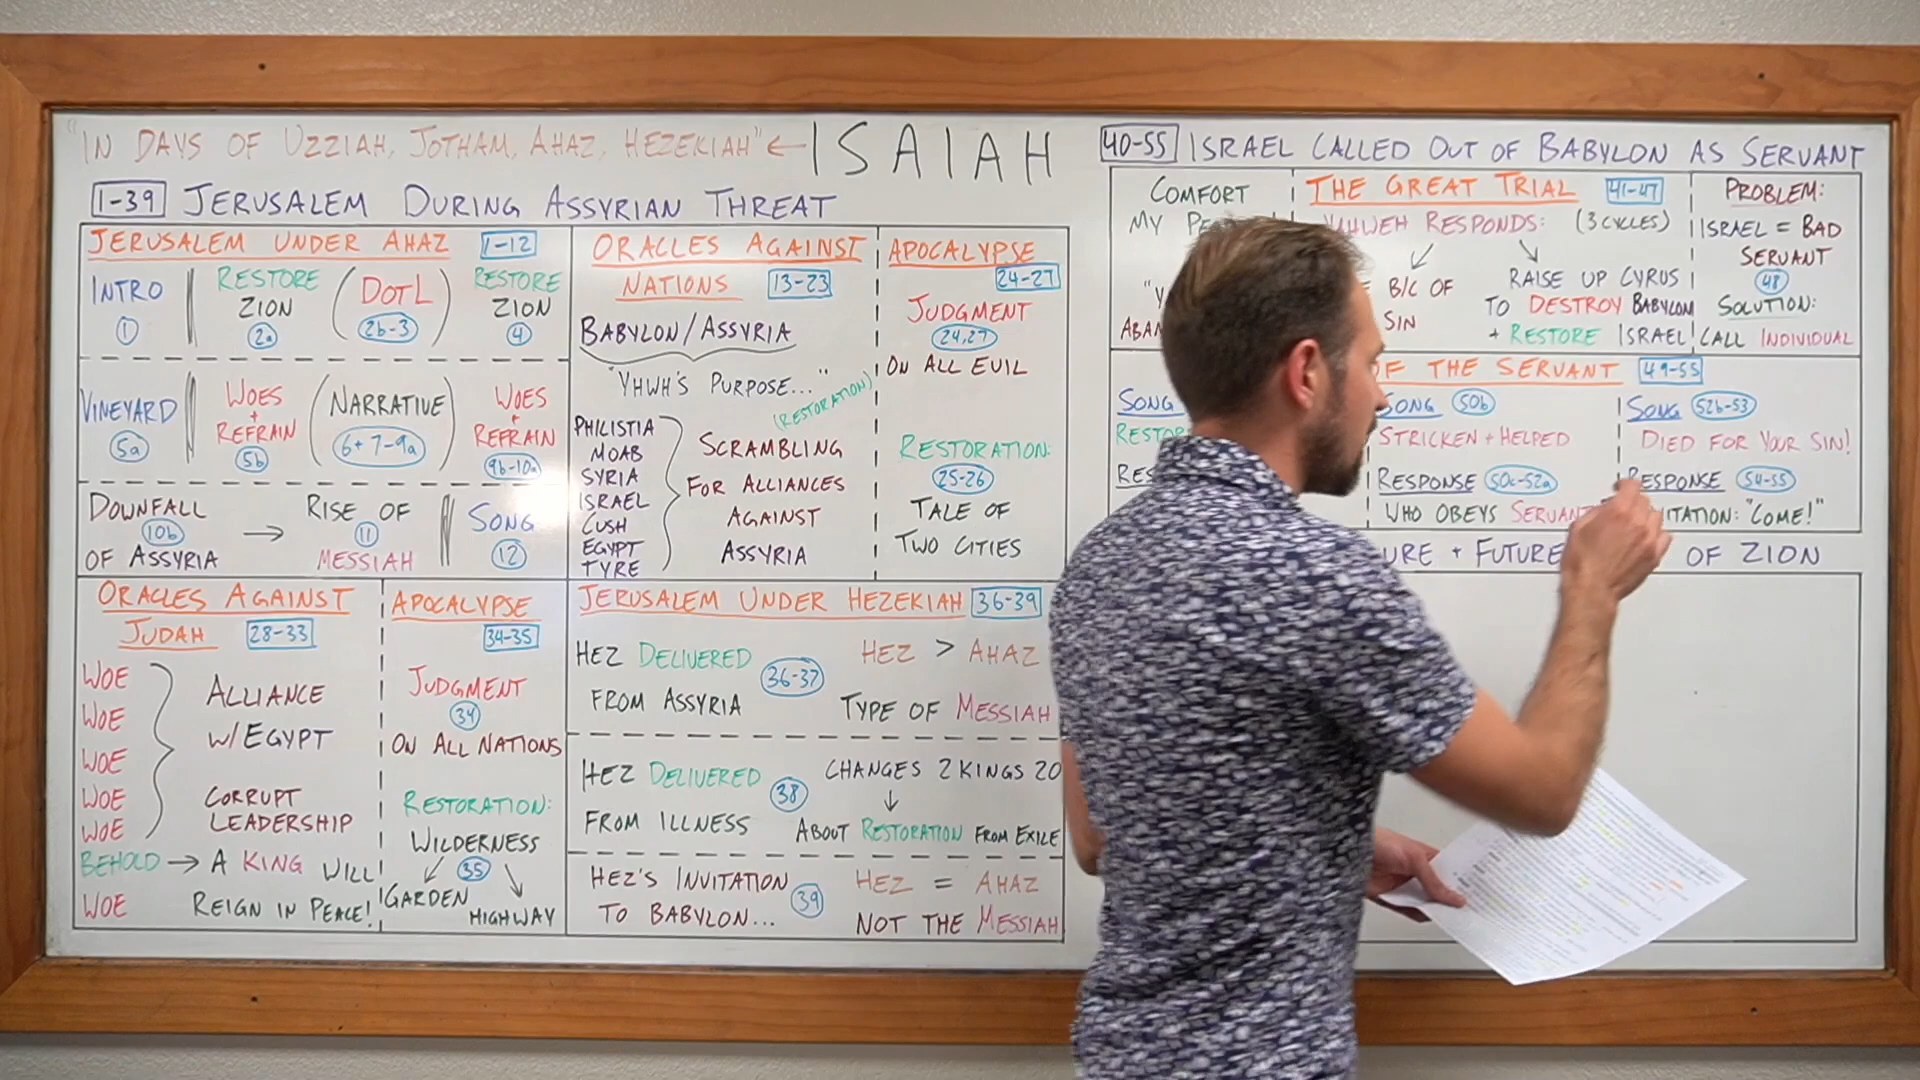 "IN DAYS OF UZZIAH, JOTHAM, AHAZ, HEZEKIAH" ← ISAIAH
1-39 JERUSALEM DURING ASSYRIAN THREAT
JERUSALEM UNDER AHAZ 1-12
INTRO
1
RESTORE
ZION
2a
(DOTL)
2b-3
RESTORE
ZION
4
VINEYARD
5a
WOES
+
REFRAIN
5b
(NARRATIVE)
6+7-9a
WOES
+
REFRAIN
9b-10a
DOWNFALL
10b
OF ASSYRIA
→
RISE OF
11
MESSIAH
SONG
12
ORACLES AGAINST
NATIONS 13-23
BABYLON/ASSYRIA
"YHWH'S PURPOSE..."
(RESTORATION)
PHILISTIA
MOAB
SYRIA
ISRAEL
CUSH
EGYPT
TYRE
SCRAMBLING
FOR ALLIANCES
AGAINST
ASSYRIA
APOCALYPSE
24-27
JUDGMENT
24,27
ON ALL EVIL
RESTORATION:
25-26
TALE OF
TWO CITIES
ORACLES AGAINST
JUDAH 28-33
WOE
WOE
WOE
WOE
WOE
ALLIANCE
W/EGYPT
CORRUPT
LEADERSHIP
BEHOLD → A KING WILL
REIGN IN PEACE!
WOE
APOCALYPSE
34-35
JUDGMENT
34
ON ALL NATIONS
RESTORATION:
WILDERNESS
35
GARDEN
HIGHWAY
JERUSALEM UNDER HEZEKIAH 36-39
HEZ DELIVERED
FROM ASSYRIA
36-37
HEZ > AHAZ
TYPE OF MESSIAH
HEZ DELIVERED
FROM ILLNESS
38
CHANGES 2 KINGS 20
↓
ABOUT RESTORATION FROM EXILE
HEZ'S INVITATION
TO BABYLON...
39
HEZ = AHAZ
NOT THE MESSIAH
40-55 ISRAEL CALLED OUT OF BABYLON AS SERVANT
COMFORT
MY
THE GREAT TRIAL 41-47
RESPONDS: (3 CYCLES)
B/C OF
SIN
RAISE UP CYRUS
TO DESTROY BABYLON
+ RESTORE ISRAEL
PROBLEM:
ISRAEL = BAD
SERVANT
48
SOLUTION:
CALL INDIVIDUAL
OF THE SERVANT 49-55
SONG
SONG 50b
STRICKEN + HELPED
RESPONSE 50c-52a
WHO OBEYS SERVANT
SONG 52b-53
DIED FOR YOUR SIN!
RESPONSE 54-55
"COME!"
+ FUTURE OF ZION